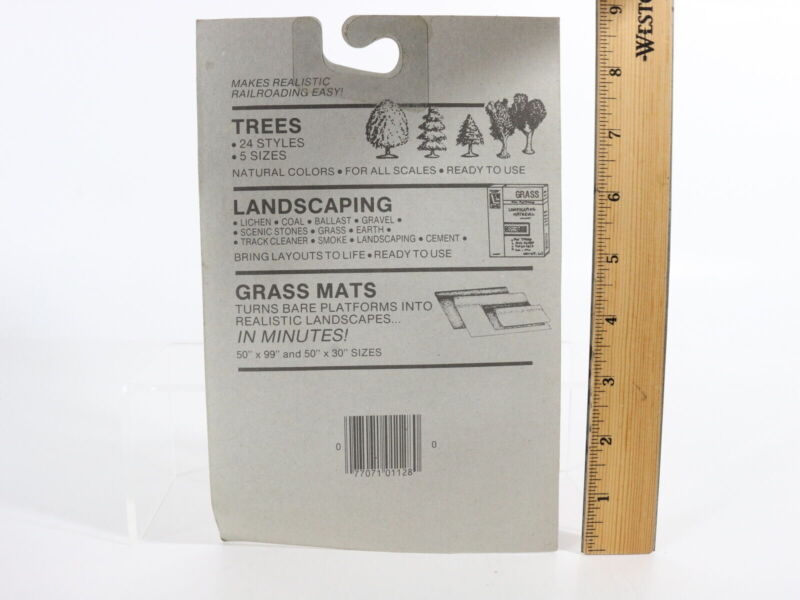 MAKES REALISTIC
RAILROADING EASY!
TREES
• 24 STYLES
• 5 SIZES
NATURAL COLORS • FOR ALL SCALES • READY TO USE
LANDSCAPING
• LICHEN • COAL • BALLAST • GRAVEL •
• SCENIC STONES • GRASS • EARTH •
• TRACK CLEANER • SMOKE • LANDSCAPING • CEMENT •
BRING LAYOUTS TO LIFE • READY TO USE
GRASS
LANDSCAPING
MATERIAL
GRASS MATS
TURNS BARE PLATFORMS INTO
REALISTIC LANDSCAPES...
IN MINUTES!
50" x 99" and 50" x 30" SIZES
0 77071 01128 0
9
8
7
6
5
4
3
2
1